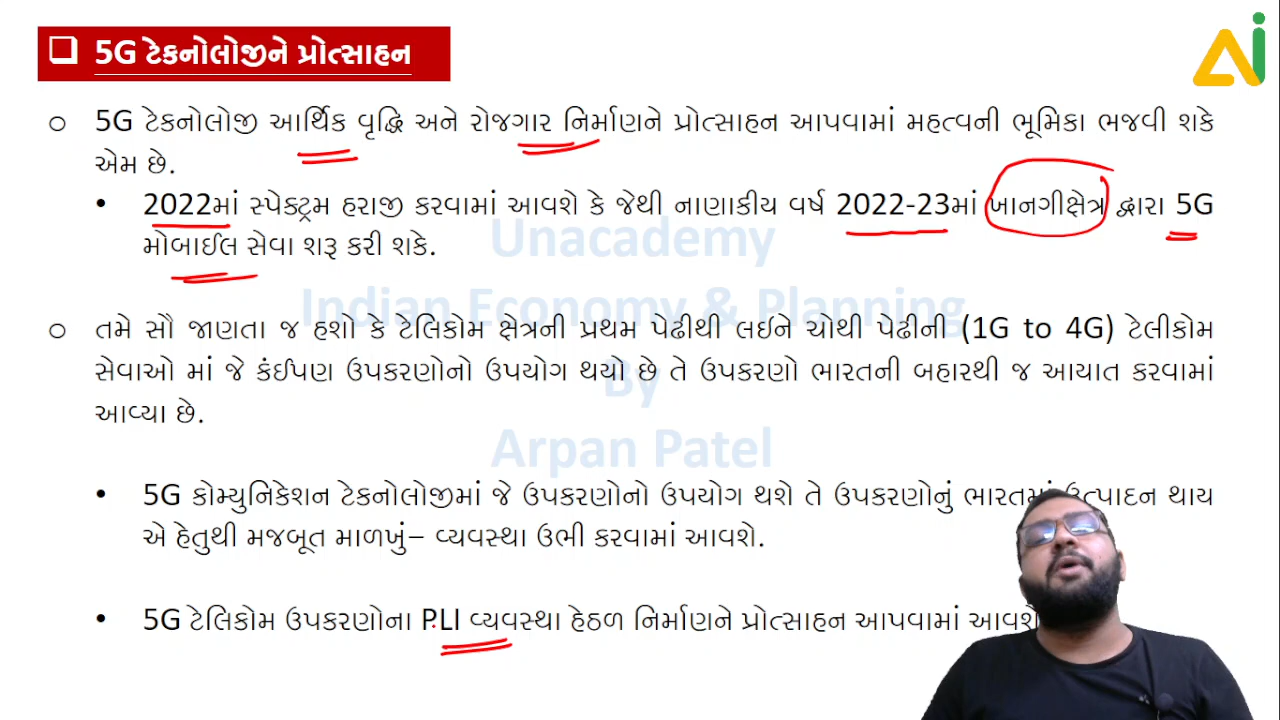 5G ટેકનોલોજીને પ્રોત્સાહન
5G ટેકનોલોજી આર્થિક વૃદ્ધિ અને રોજગાર નિર્માણને પ્રોત્સાહન આપવામાં મહત્વની ભૂમિકા ભજવી શકે
એમ છે.
2022માં સ્પેક્ટ્રમ હરાજી કરવામાં આવશે કે જેથી નાણાકીય વર્ષ 2022-23માં ખાનગીક્ષેત્ર દ્વારા 5G
મોબાઈલ સેવા શરૂ કરી શકે.
Unacademy
Indian Economy & Planning
તમે સૌ જાણતા જ હશો કે ટેલિકોમ ક્ષેત્રની પ્રથમ પેઢીથી લઇને ચોથી પેઢીની (1G to 4G) ટેલીકોમ
સેવાઓ માં જે કંઈપણ ઉપકરણોનો ઉપયોગ થયો છે તે ઉપકરણો ભારતની બહારથી જ આયાત કરવામાં
By
આવ્યા છે.
Arpan Patel
5G કોમ્યુનિકેશન ટેકનોલોજીમાં જે ઉપકરણોનો ઉપયોગ થશે તે ઉપકરણોનું ભારતમાં ઉત્પાદન થાય
એ હેતુથી મજબૂત માળખું– વ્યવસ્થા ઉભી કરવામાં આવશે.
5G ટેલિકોમ ઉપકરણોના PLI વ્યવસ્થા હેઠળ નિર્માણને પ્રોત્સાહન આપવામાં આવશે